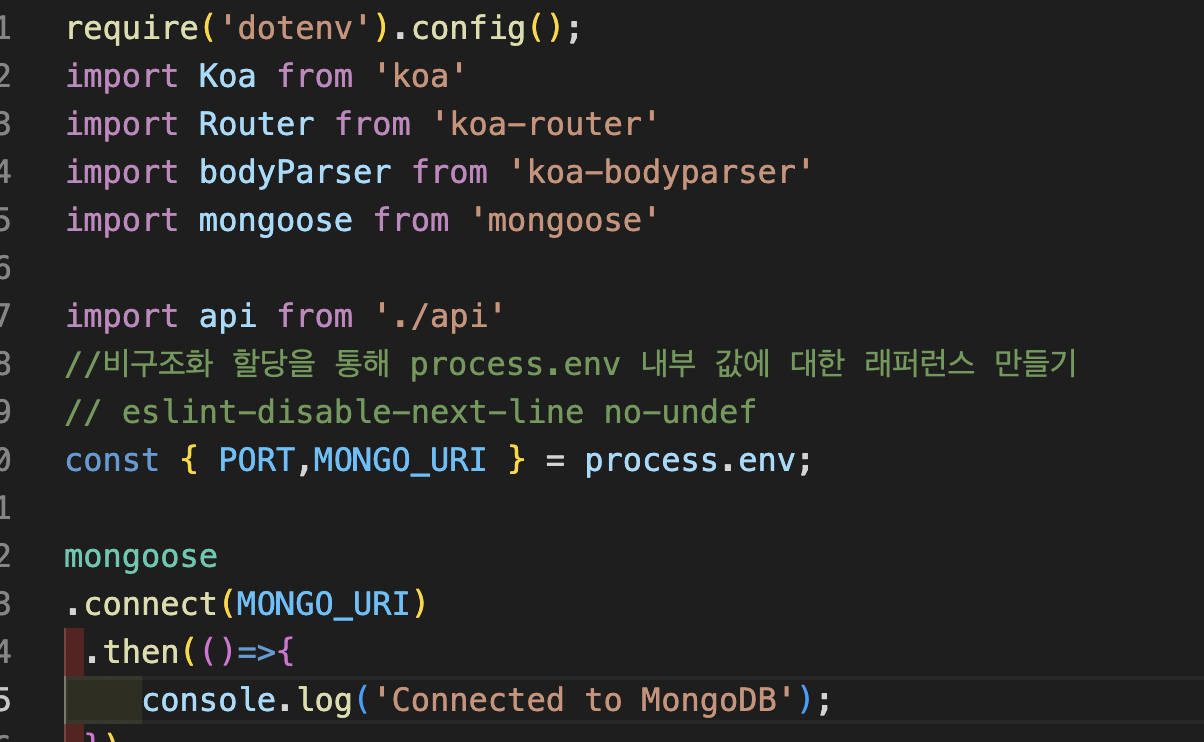 1 require('dotenv').config();
2 import Koa from 'koa'
3 import Router from 'koa-router'
4 import bodyParser from 'koa-bodyparser'
5 import mongoose from 'mongoose'
6
7 import api from './api'
8 //비구조화 할당을 통해 process.env 내부 값에 대한 래퍼런스 만들기
9 // eslint-disable-next-line no-undef
0 const { PORT,MONGO_URI } = process.env;
1
2 mongoose
3 .connect(MONGO_URI)
4 .then(()=>{
5 console.log('Connected to MongoDB');
})